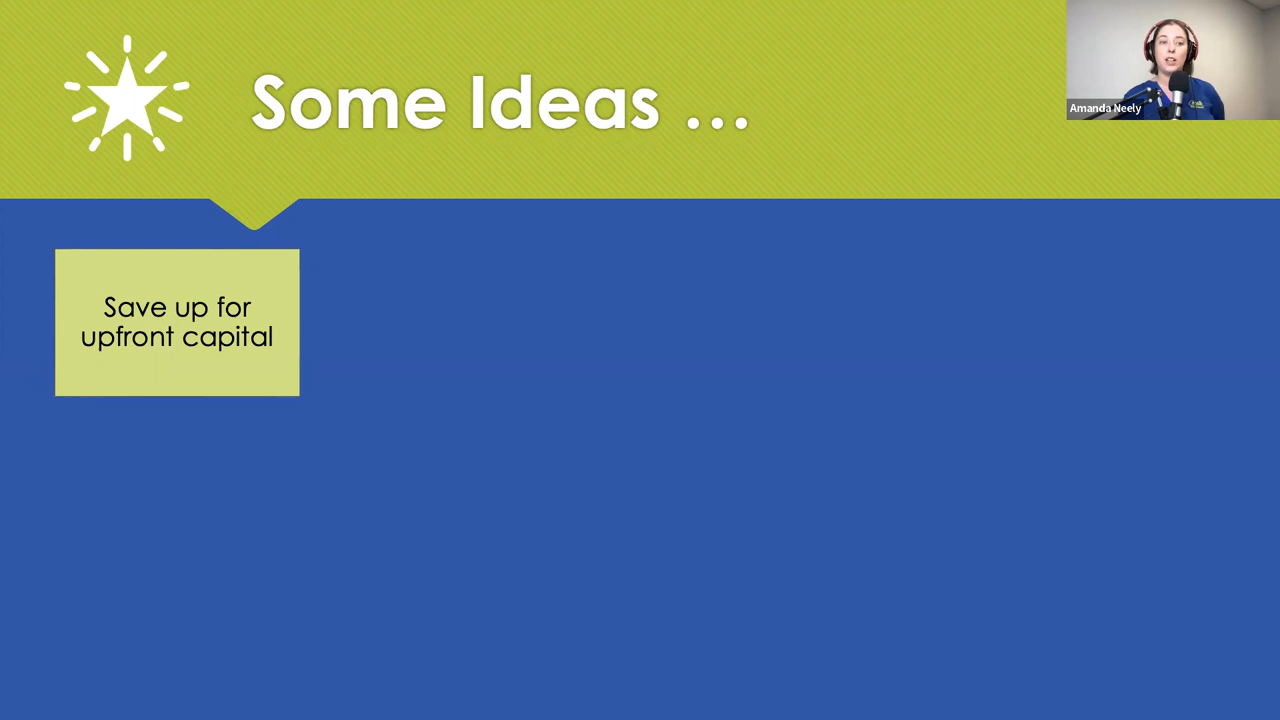 Some Ideas ...
Amanda Neely
Save up for
upfront capital